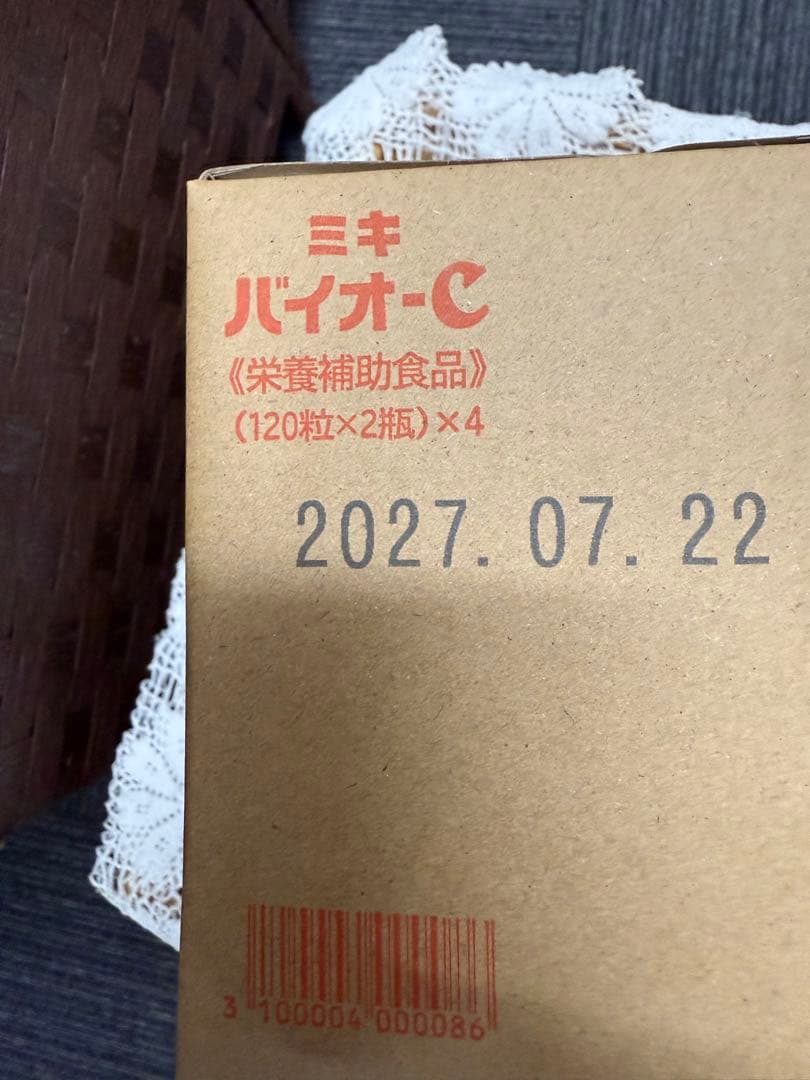 ミキ
バイオ-C
《栄養補助食品》
(120粒×2瓶)×4
2027.07.22
3 100004 000086